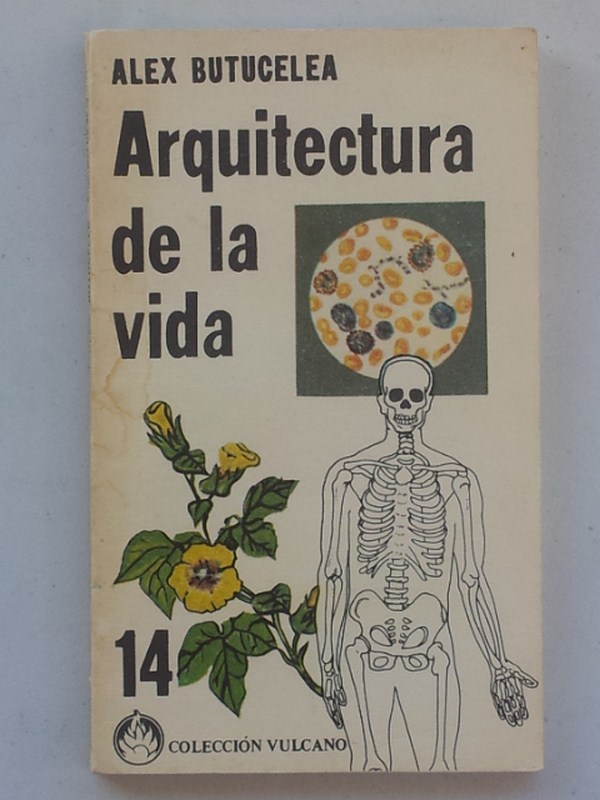 ALEX BUTUCELEA
Arquitectura
de la
vida
14
COLECCIÓN VULCANO